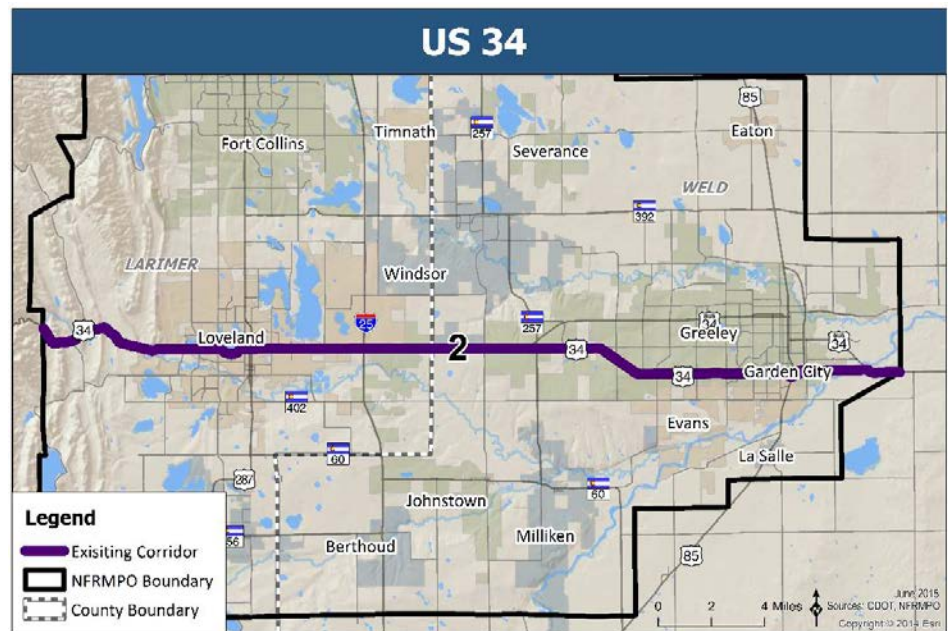 US 34
85
Eaton
Fort Collins
Timnath
257
Severance
WELD
392
LARIMER
Windsor
25
257
34
Loveland
34
Greeley
34
2
34
34
Garden City
402
Evans
60
La Salle
287
60
Johnstown
56
Berthoud
Milliken
85
Legend
Exisiting Corridor
NFRMPO Boundary
County Boundary
0 2 4 Miles
June 2015
Sources: CDOT, NFRMPO
Copyright © 2014 Esri